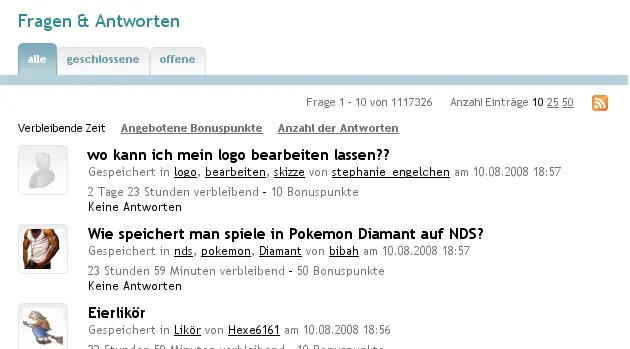 Fragen & Antworten
alle geschlossene offene
Frage 1 - 10 von 1117326 Anzahl Einträge 10 25 50
Verbleibende Zeit Angebotene Bonuspunkte Anzahl der Antworten
wo kann ich mein logo bearbeiten lassen??
Gespeichert in logo, bearbeiten, skizze von stephanie_engelchen am 10.08.2008 18:57
2 Tage 23 Stunden verbleibend - 10 Bonuspunkte
Keine Antworten
Wie speichert man spiele in Pokemon Diamant auf NDS?
Gespeichert in nds, pokemon, Diamant von bibah am 10.08.2008 18:57
23 Stunden 59 Minuten verbleibend - 50 Bonuspunkte
Keine Antworten
Eierlikör
Gespeichert in Likör von Hexe6161 am 10.08.2008 18:56